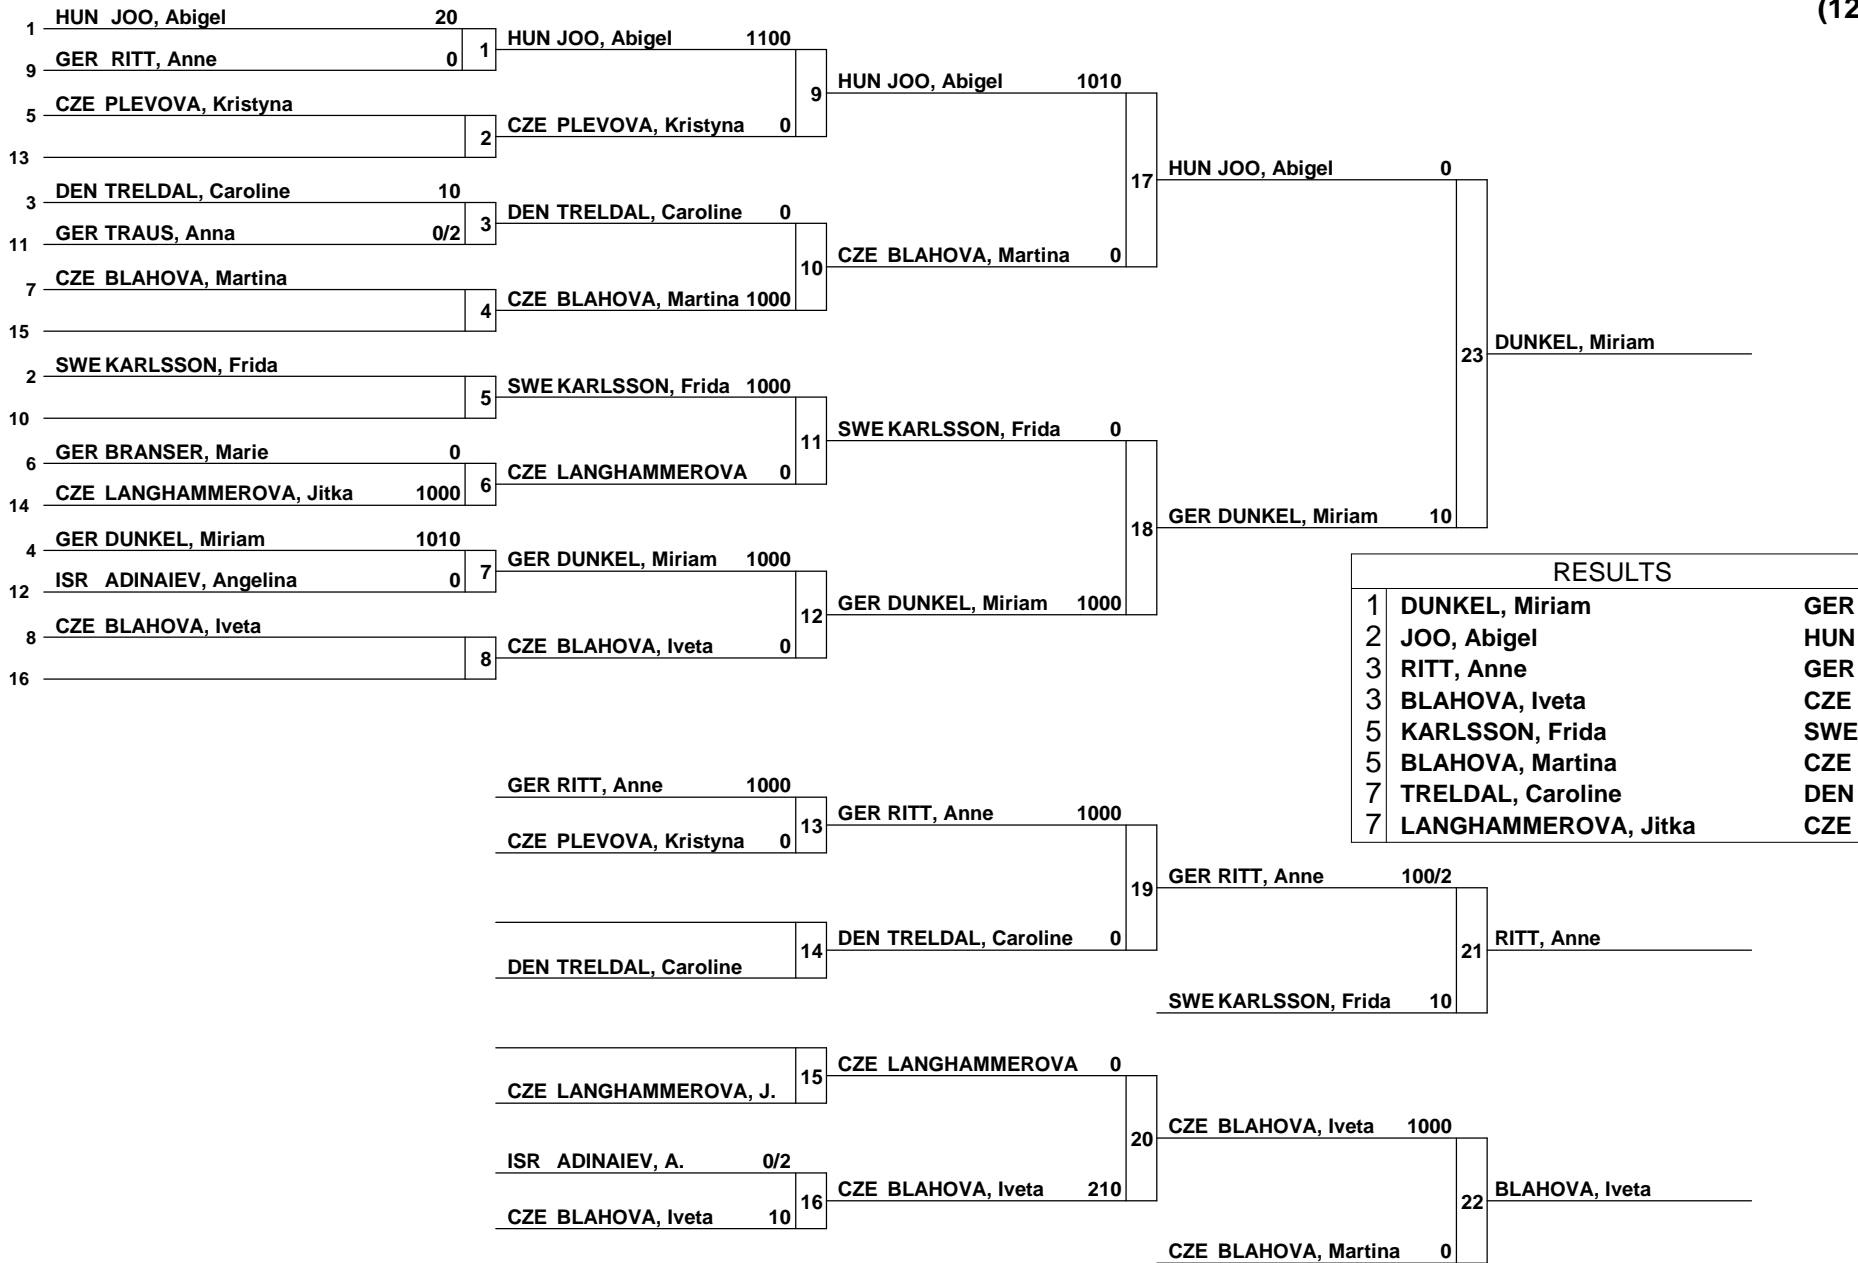 (12
1 HUN JOO, Abigel 20
9 GER RITT, Anne 0
1
5 CZE PLEVOVA, Kristyna
13
2
3 DEN TRELDAL, Caroline 10
11 GER TRAUS, Anna 0/2
3
7 CZE BLAHOVA, Martina
15
4
2 SWE KARLSSON, Frida
10
5
6 GER BRANSER, Marie 0
14 CZE LANGHAMMEROVA, Jitka 1000
6
4 GER DUNKEL, Miriam 1010
12 ISR ADINAIEV, Angelina 0
7
8 CZE BLAHOVA, Iveta
16
8
HUN JOO, Abigel 1100
CZE PLEVOVA, Kristyna 0
9
DEN TRELDAL, Caroline 0
CZE BLAHOVA, Martina 1000
10
SWE KARLSSON, Frida 1000
CZE LANGHAMMEROVA 0
11
GER DUNKEL, Miriam 1000
CZE BLAHOVA, Iveta 0
12
HUN JOO, Abigel 1010
CZE BLAHOVA, Martina 0
17
SWE KARLSSON, Frida 0
GER DUNKEL, Miriam 1000
18
HUN JOO, Abigel 0
GER DUNKEL, Miriam 10
23
DUNKEL, Miriam
RESULTS
1 DUNKEL, Miriam GER
2 JOO, Abigel HUN
3 RITT, Anne GER
3 BLAHOVA, Iveta CZE
5 KARLSSON, Frida SWE
5 BLAHOVA, Martina CZE
7 TRELDAL, Caroline DEN
7 LANGHAMMEROVA, Jitka CZE
GER RITT, Anne 1000
CZE PLEVOVA, Kristyna 0
13
DEN TRELDAL, Caroline
14
CZE LANGHAMMEROVA, J.
15
ISR ADINAIEV, A. 0/2
CZE BLAHOVA, Iveta 10
16
GER RITT, Anne 1000
DEN TRELDAL, Caroline 0
19
CZE LANGHAMMEROVA 0
CZE BLAHOVA, Iveta 210
20
GER RITT, Anne 100/2
SWE KARLSSON, Frida 10
21
RITT, Anne
CZE BLAHOVA, Iveta 1000
CZE BLAHOVA, Martina 0
22
BLAHOVA, Iveta